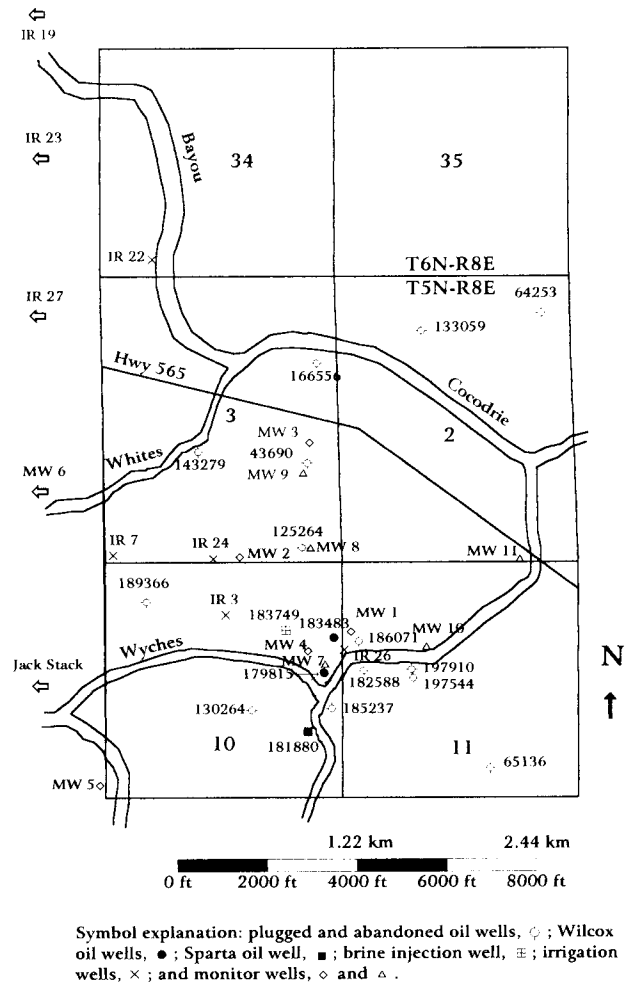 IR 19
IR 23
Bayou
34
35
IR 22
T6N-R8E
T5N-R8E
IR 27
64253
133059
Hwy 565
16655
Cocodrie
3
2
MW 3
43690
MW 9
Whites
143279
MW 6
125264
IR 7
IR 24
MW 2
MW 8
MW 11
189366
IR 3
183749
183483
MW 1
186071
MW 10
Wyches
MW 4
MW 7
IR 26
197910
Jack Stack
179815
182588
197544
N
130264
185237
10
181880
11
65136
MW 5
1.22 km 2.44 km
0 ft 2000 ft 4000 ft 6000 ft 8000 ft
Symbol explanation: plugged and abandoned oil wells, ; Wilcox
oil wells, ● ; Sparta oil well, ■ ; brine injection well, ⊞ ; irrigation
wells, × ; and monitor wells, ◇ and △ .